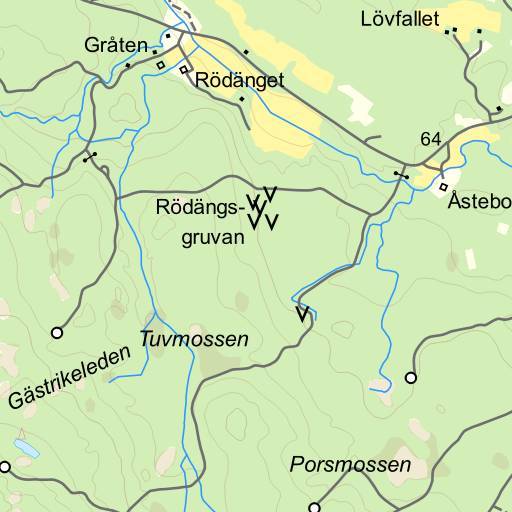 Lövfallet
Gråten
Rödänget
64
Åstebo
Rödängs-
gruvan
Tuvmossen
Gästrikeleden
Porsmossen